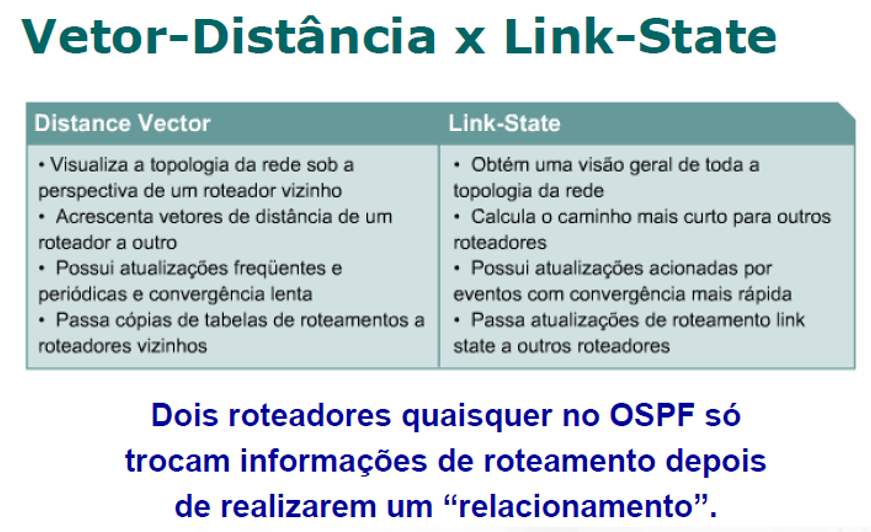 Vetor-Distância x Link-State
Distance Vector
• Visualiza a topologia da rede sob a
perspectiva de um roteador vizinho
• Acrescenta vetores de distância de um
roteador a outro
• Possui atualizações freqüentes e
periódicas e convergência lenta
• Passa cópias de tabelas de roteamentos a
roteadores vizinhos
Link-State
• Obtém uma visão geral de toda a
topologia da rede
• Calcula o caminho mais curto para outros
roteadores
• Possui atualizações acionadas por
eventos com convergência mais rápida
• Passa atualizações de roteamento link
state a outros roteadores
Dois roteadores quaisquer no OSPF só
trocam informações de roteamento depois
de realizarem um “relacionamento”.